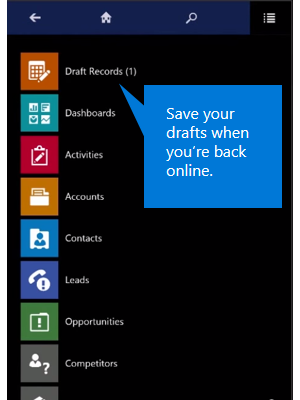 Draft Records (1)
Save your
drafts when
you're back
online.
Dashboards
Activities
Accounts
Contacts
Leads
Opportunities
Competitors